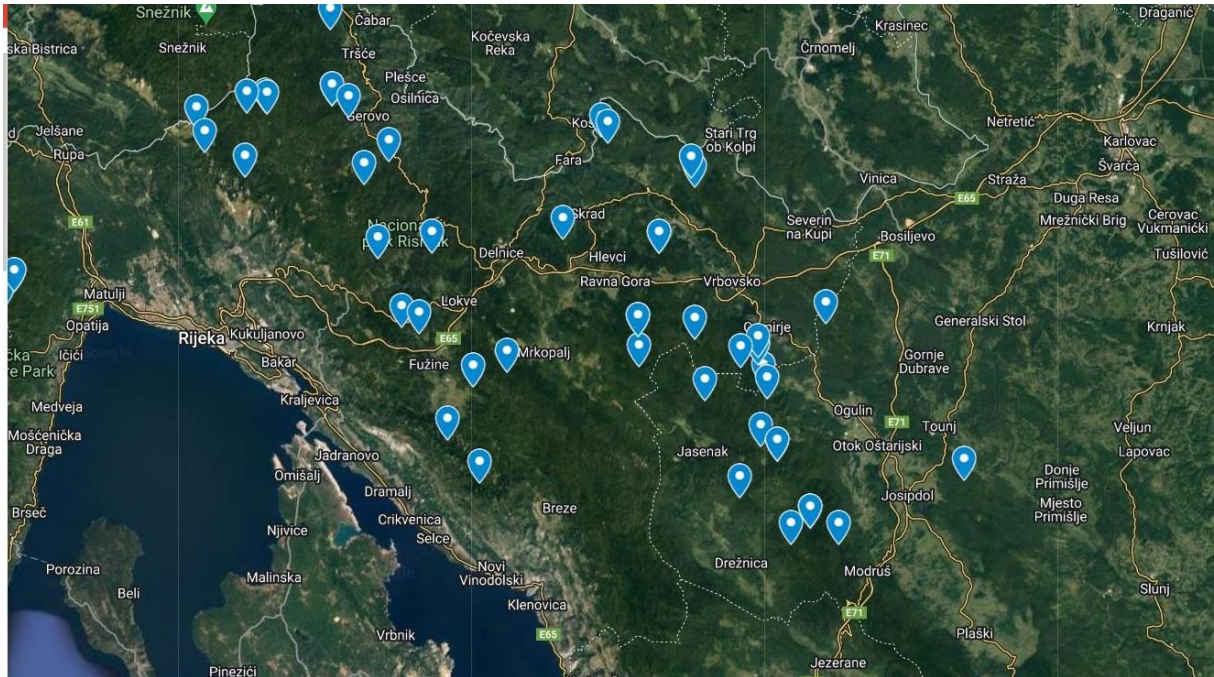 Snežnik
Čabar
Draganić
Krasinec
Kočevska
Reka
Črnomelj
ska Bistrica
Snežnik
Tršće
Plešce
Osilnica
Gerovo
Kos
Netretić
Jelšane
Rupa
Stari Trg
ob Kolpi
Karlovac
Fara
Švarča
Vinica
Straža
E65
Duga Resa
Mrežnički Brig
Cerovac
Vukmanićki
E61
Skrad
Severin
na Kupi
Bosiljevo
Tušilović
Delnice
Hlevci
E71
Matulji
Ravna Gora
Vrbovsko
E751
Opatija
Lokve
Generalski Stol
Krnjak
Rijeka
Kukuljanovo
E65
Ičići
čka
e Park
Bakar
Fužine
Mrkopalj
Gornje
Dubrave
Kraljevica
Medveja
Ogulin
E71
Tounj
Veljun
Mošćenička
Draga
Jadranovo
Jasenak
Otok Oštarijski
Lapovac
Omišalj
Donje
Primišlje
Dramalj
Josipdol
Mjesto
Primišlje
Brseč
Crikvenica
Breze
Njivice
Selce
Drežnica
Porozina
Malinska
Novi
Vinodolski
Modruš
Beli
Slunj
Klenovica
E71
E65
Vrbnik
Plaški
Pinezići
Jezerane